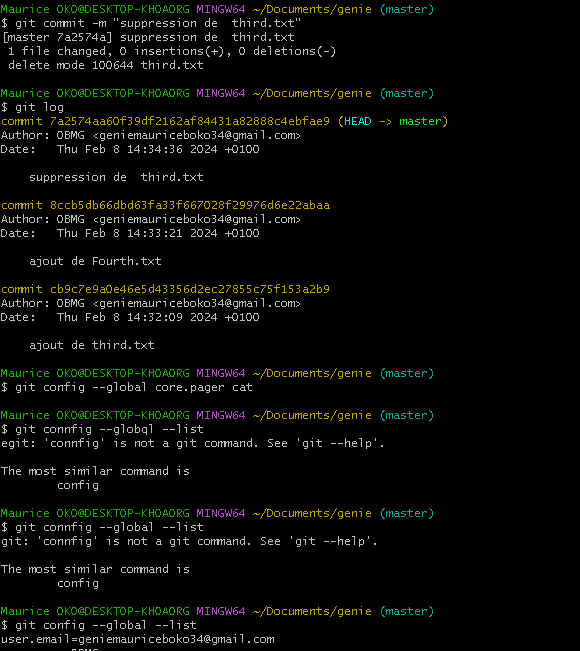 Maurice OKO@DESKTOP-KHOAORG MINGW64 ~/Documents/genie (master)
$ git commit -m "suppression de  third.txt"
[master 7a2574a] suppression de  third.txt
 1 file changed, 0 insertions(+), 0 deletions(-)
 delete mode 100644 third.txt
Maurice OKO@DESKTOP-KHOAORG MINGW64 ~/Documents/genie (master)
$ git log
commit 7a2574aa60f39df2162af84431a82888c4ebfae9 (HEAD -> master)
Author: OBMG <geniemauriceboko34@gmail.com>
Date:   Thu Feb 8 14:34:36 2024 +0100
    suppression de  third.txt
commit 8ccb5db66dbd63fa33f667028f29976d6e22abaa
Author: OBMG <geniemauriceboko34@gmail.com>
Date:   Thu Feb 8 14:33:21 2024 +0100
    ajout de Fourth.txt
commit cb9c7e9a0e46e5d43356d2ec27855c75f153a2b9
Author: OBMG <geniemauriceboko34@gmail.com>
Date:   Thu Feb 8 14:32:09 2024 +0100
    ajout de third.txt
Maurice OKO@DESKTOP-KHOAORG MINGW64 ~/Documents/genie (master)
$ git config --global core.pager cat
Maurice OKO@DESKTOP-KHOAORG MINGW64 ~/Documents/genie (master)
$ git connfig --globql --list
egit: 'connfig' is not a git command. See 'git --help'.
The most similar command is
        config
Maurice OKO@DESKTOP-KHOAORG MINGW64 ~/Documents/genie (master)
$ git connfig --global --list
git: 'connfig' is not a git command. See 'git --help'.
The most similar command is
        config
Maurice OKO@DESKTOP-KHOAORG MINGW64 ~/Documents/genie (master)
$ git config --global --list
user.email=geniemauriceboko34@gmail.com